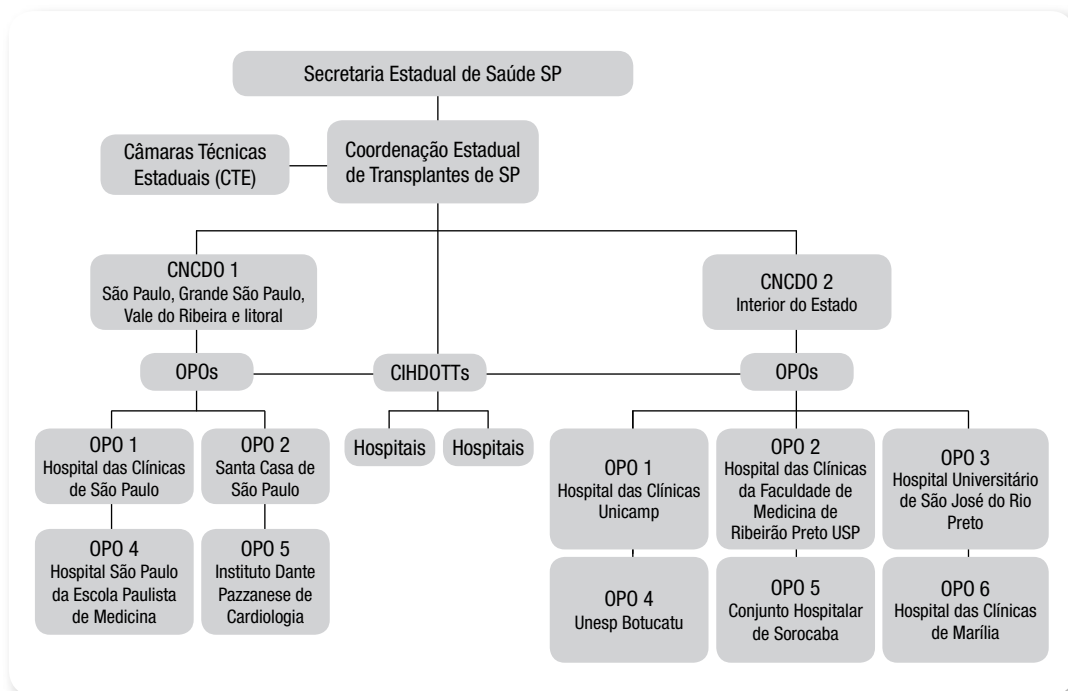 Secretaria Estadual de Saúde SP
Câmaras Técnicas
Estaduais (CTE)
Coordenação Estadual
de Transplantes de SP
CNCDO 1
São Paulo, Grande São Paulo,
Vale do Ribeira e litoral
CNCDO 2
Interior do Estado
OPOs
CIHDOTTs
OPOs
OPO 1
Hospital das Clínicas
de São Paulo
OPO 2
Santa Casa de
São Paulo
Hospitais
Hospitais
OPO 1
Hospital das Clínicas
Unicamp
OPO 2
Hospital das Clínicas
da Faculdade de
Medicina de
Ribeirão Preto USP
OPO 3
Hospital Universitário
de São José do Rio
Preto
OPO 4
Hospital São Paulo
da Escola Paulista
de Medicina
OPO 5
Instituto Dante
Pazzanese de
Cardiologia
OPO 4
Unesp Botucatu
OPO 5
Conjunto Hospitalar
de Sorocaba
OPO 6
Hospital das Clínicas
de Marília